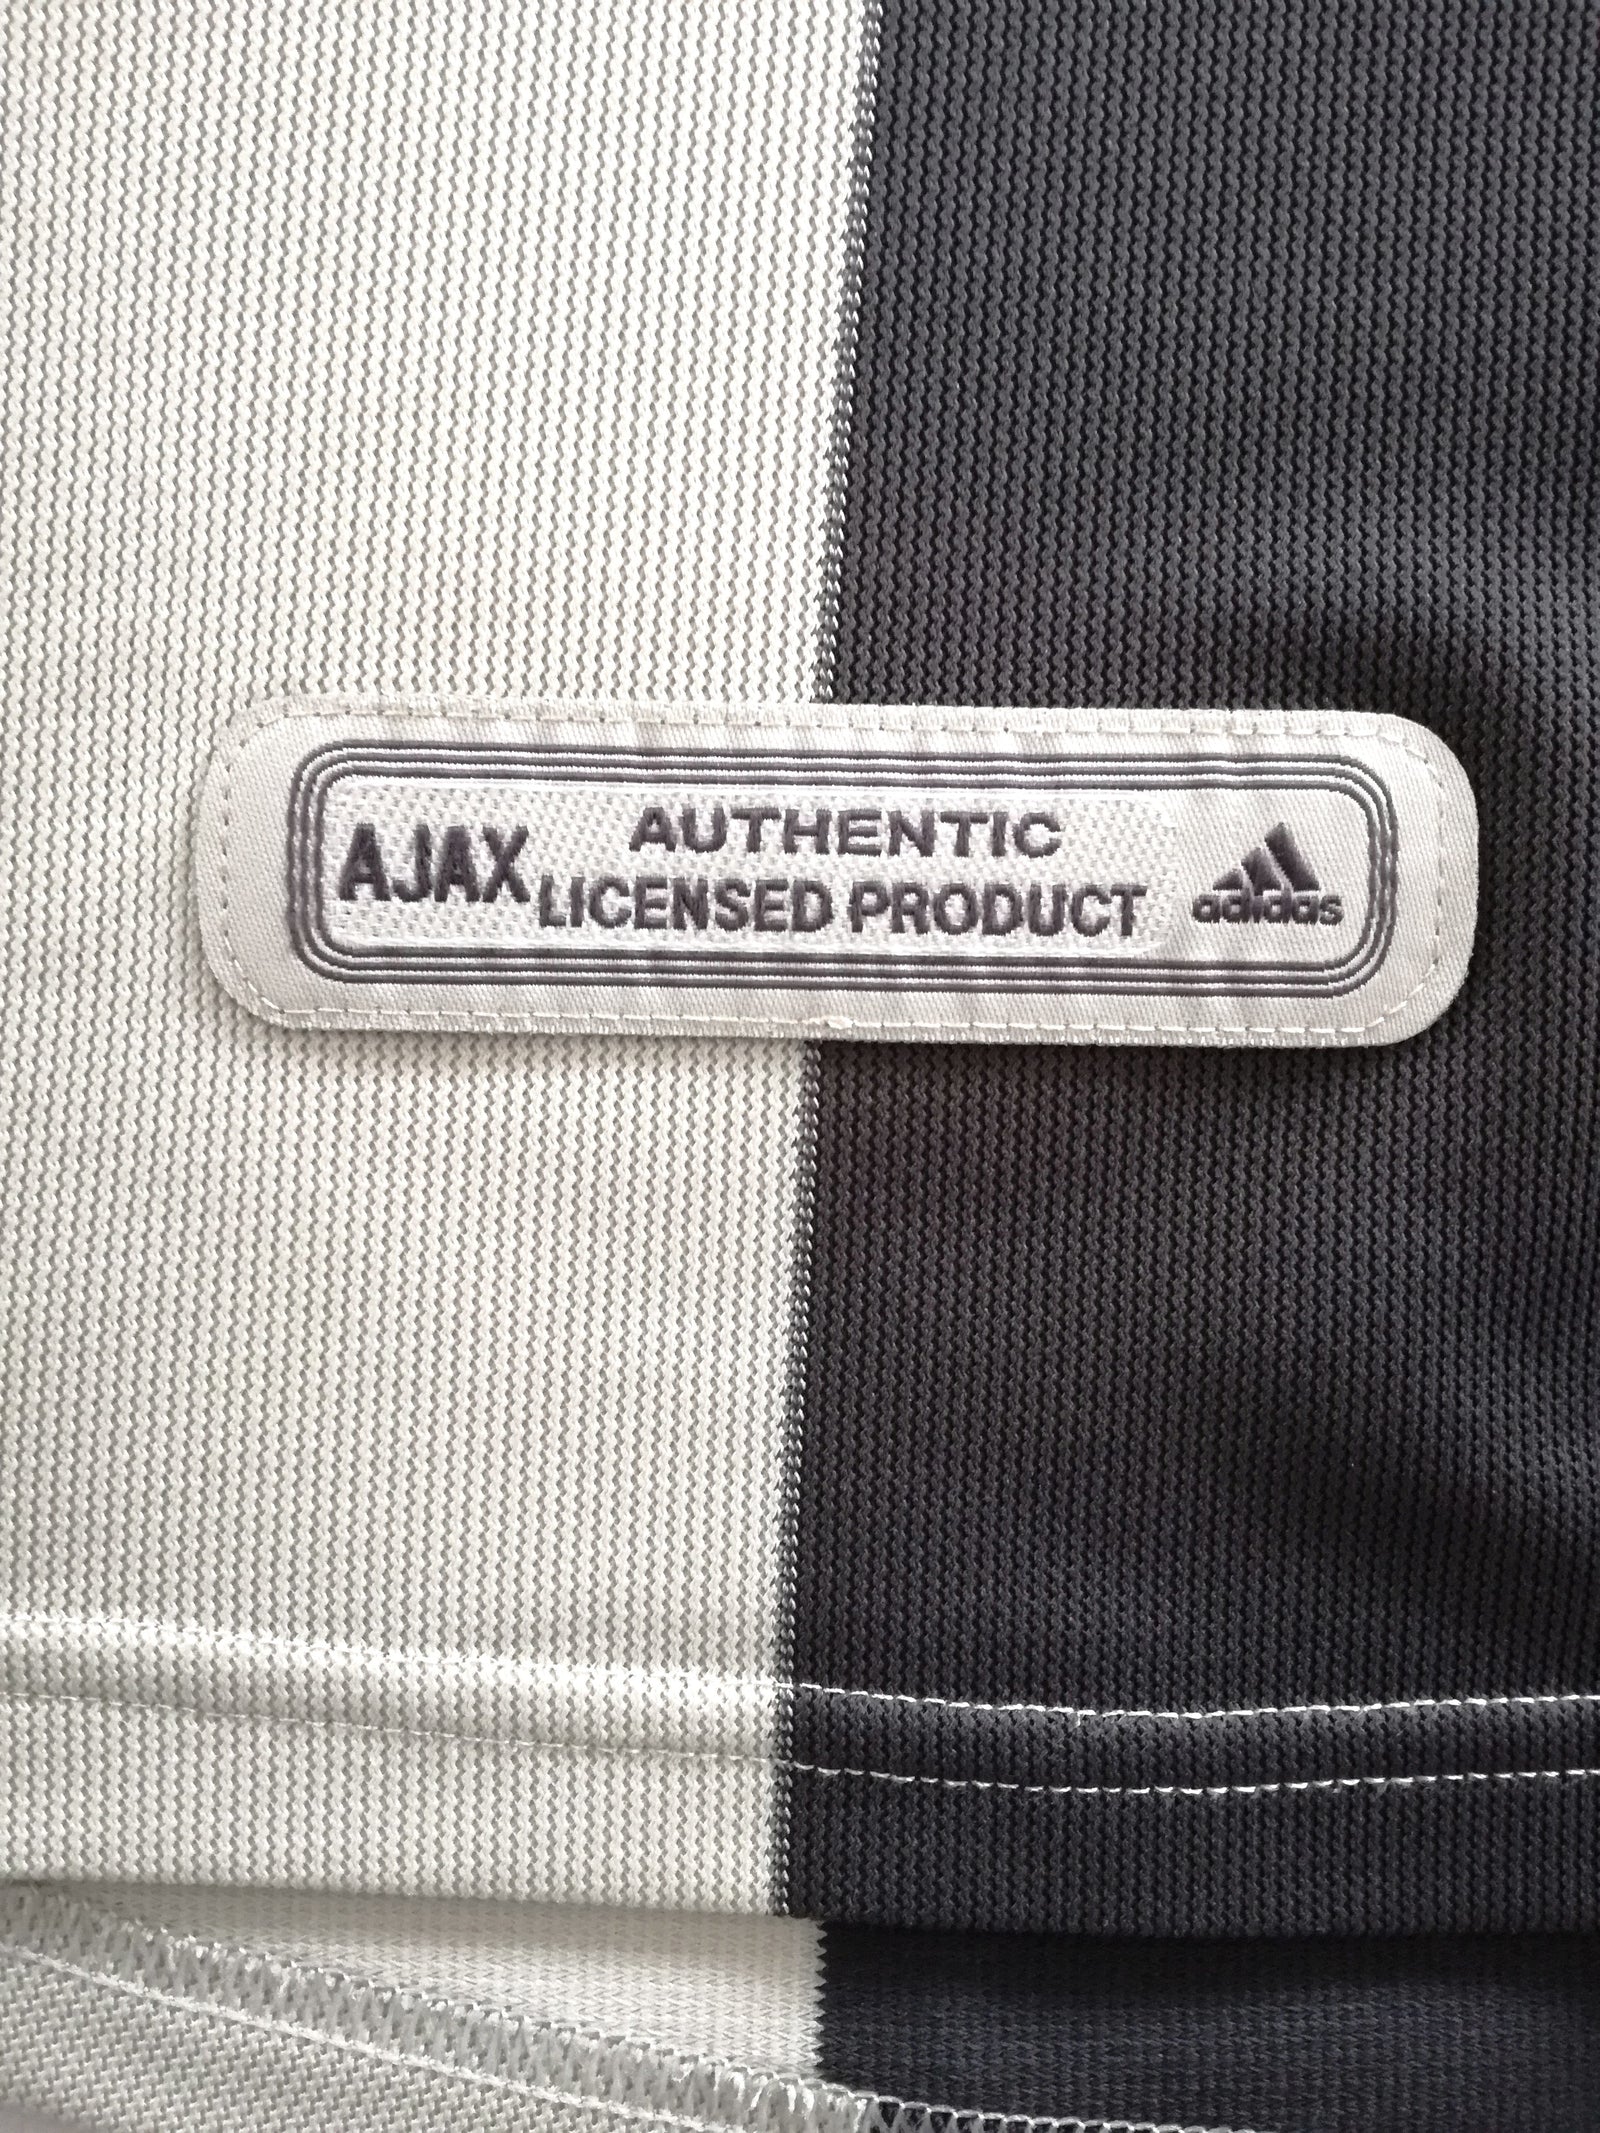 AJAX
AUTHENTIC
LICENSED PRODUCT
adidas